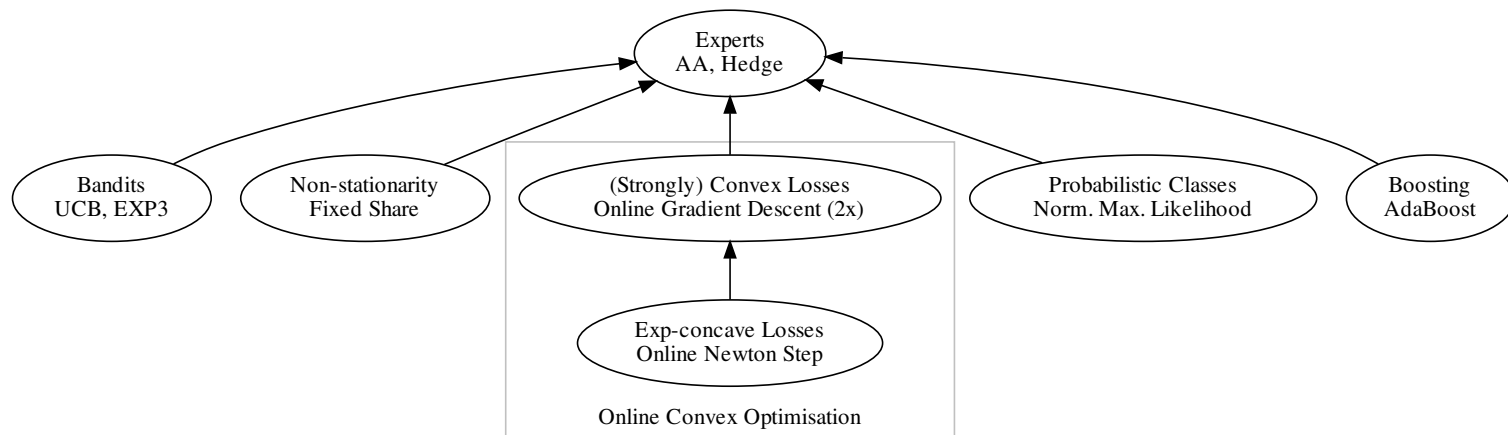 Experts
AA, Hedge
Bandits
UCB, EXP3
Non-stationarity
Fixed Share
(Strongly) Convex Losses
Online Gradient Descent (2x)
Probabilistic Classes
Norm. Max. Likelihood
Boosting
AdaBoost
Exp-concave Losses
Online Newton Step
Online Convex Optimisation